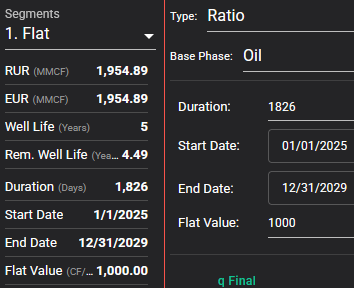 Segments
1. Flat
RUR (MMCF) 1,954.89
EUR (MMCF) 1,954.89
Well Life (Years) 5
Rem. Well Life (Yea... 4.49
Duration (Days) 1,826
Start Date 1/1/2025
End Date 12/31/2029
Flat Value (CF/... 1,000.00
Type: Ratio
Base Phase: Oil
Duration: 1826
Start Date: 01/01/2025
End Date: 12/31/2029
Flat Value: 1000
q Final